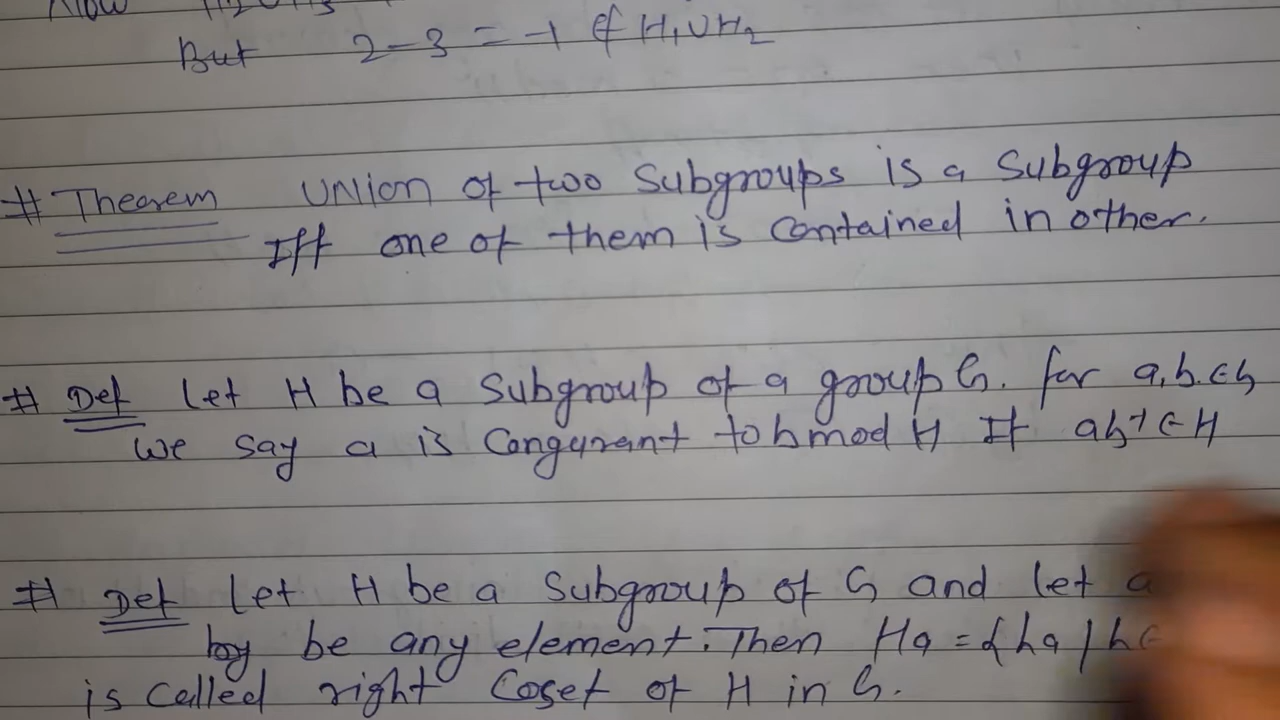 Now
But 2-3 = -1 ∉ H₁∪H₂
# Theorem UNion of two Subgroups is a Subgroup
Iff one of them is Contained in other.
# Def Let H be a Subgroup of a group G. for a,b ∈ G
we say a is Congurant to b mod H If ab⁻¹ ∈ H
# Def Let H be a Subgroup of G and let a
be any element. Then Ha = {ha / h ∈
is called right Coset of H in G.